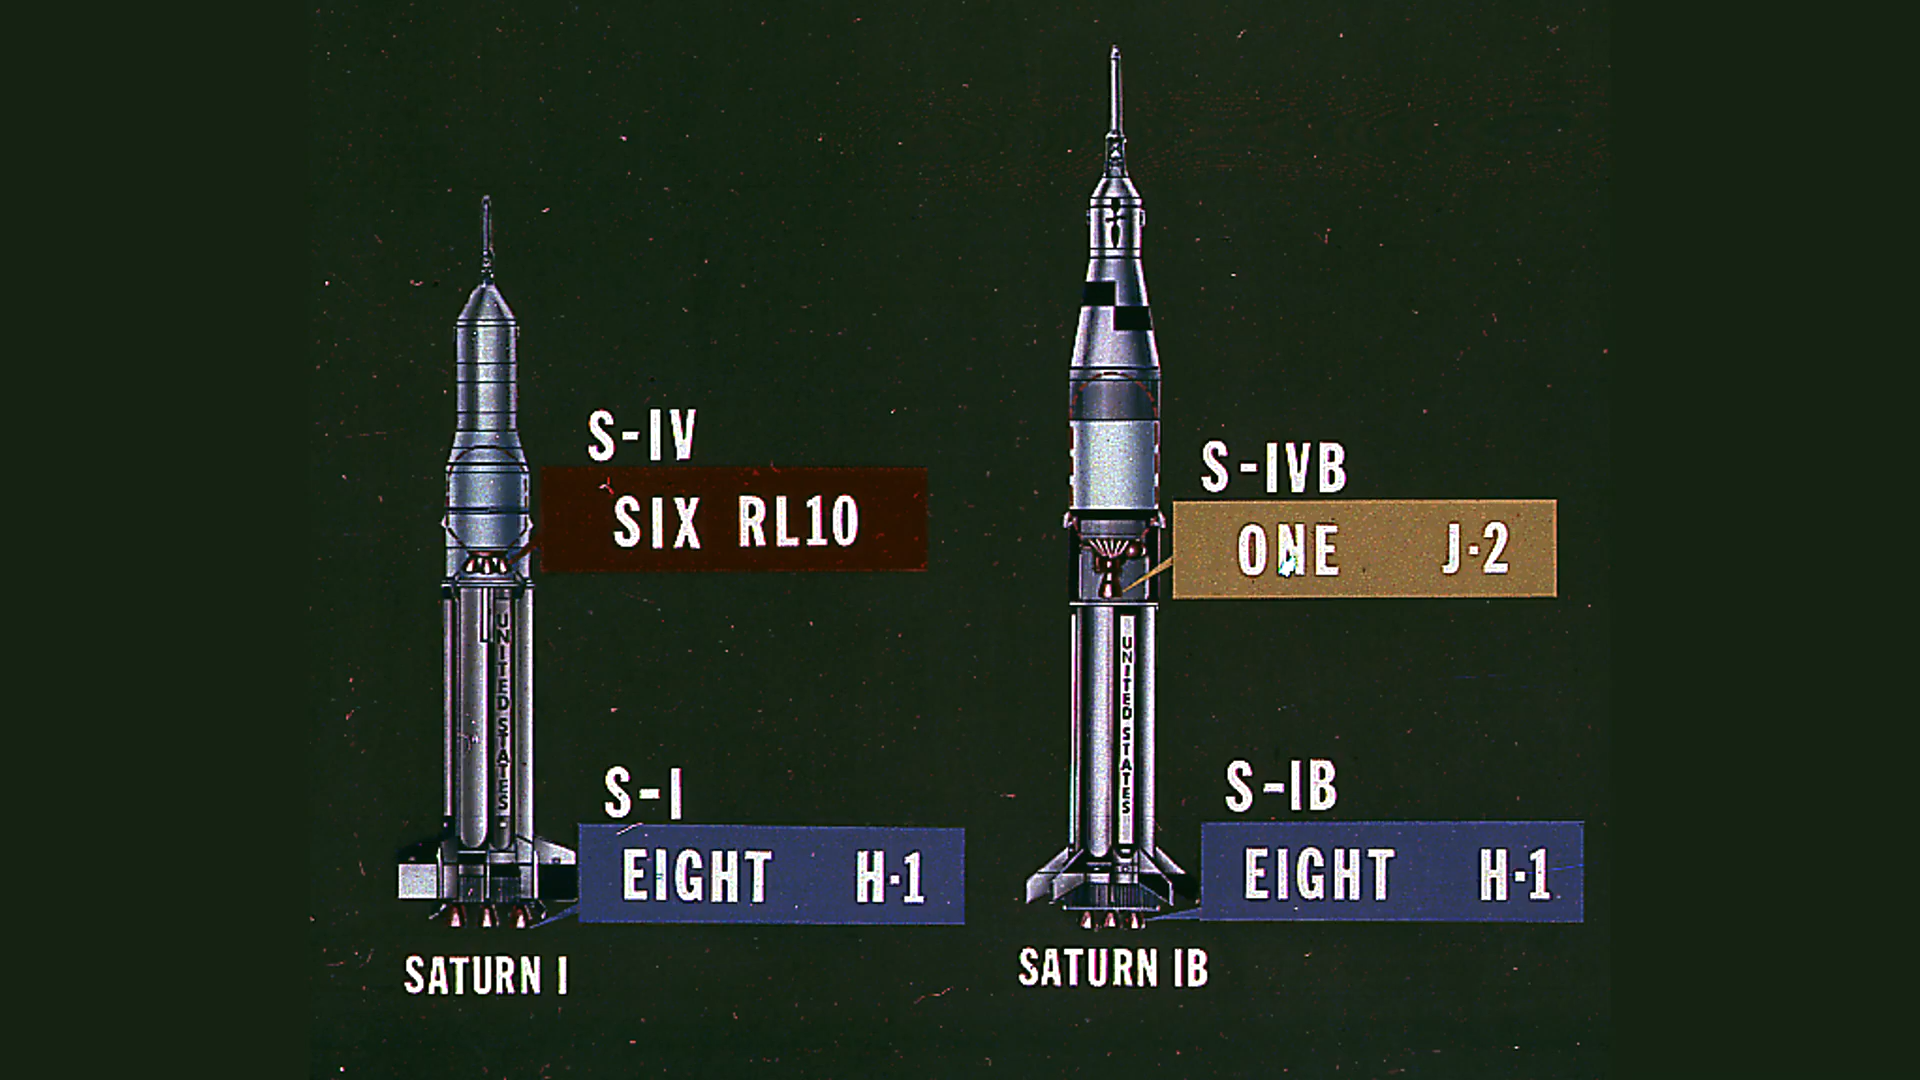 S-IV
SIX RL10
UNITED STATES
S-I
EIGHT H-1
SATURN I
S-IVB
ONE J-2
UNITED STATES
S-IB
EIGHT H-1
SATURN IB